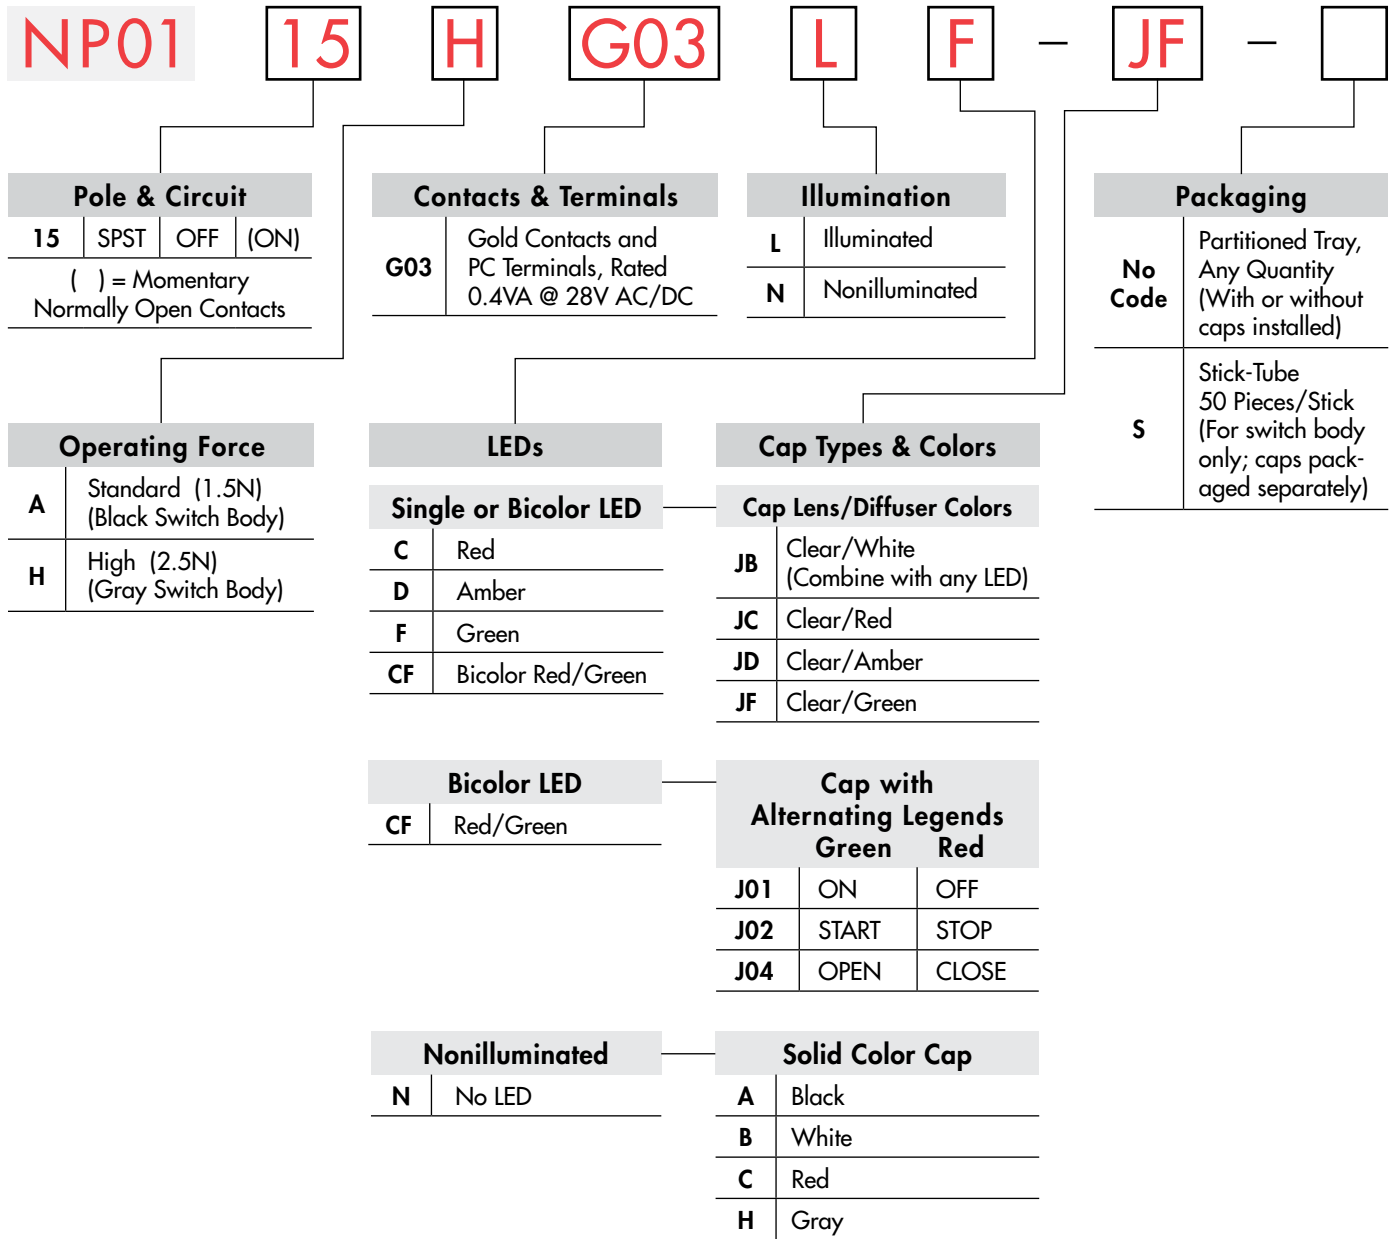 NP01 15 H G03 L F – JF –
Pole & Circuit
15 SPST OFF (ON)
( ) = Momentary
Normally Open Contacts
Contacts & Terminals
G03 Gold Contacts and
PC Terminals, Rated
0.4VA @ 28V AC/DC
Illumination
L Illuminated
N Nonilluminated
Packaging
No
Code
Partitioned Tray,
Any Quantity
(With or without
caps installed)
S
Stick-Tube
50 Pieces/Stick
(For switch body
only; caps pack-
aged separately)
Operating Force
A Standard (1.5N)
(Black Switch Body)
H High (2.5N)
(Gray Switch Body)
LEDs
Single or Bicolor LED
C Red
D Amber
F Green
CF Bicolor Red/Green
Cap Types & Colors
Cap Lens/Diffuser Colors
JB Clear/White
(Combine with any LED)
JC Clear/Red
JD Clear/Amber
JF Clear/Green
Bicolor LED
CF Red/Green
Cap with
Alternating Legends
Green Red
J01 ON OFF
J02 START STOP
J04 OPEN CLOSE
Nonilluminated
N No LED
Solid Color Cap
A Black
B White
C Red
H Gray